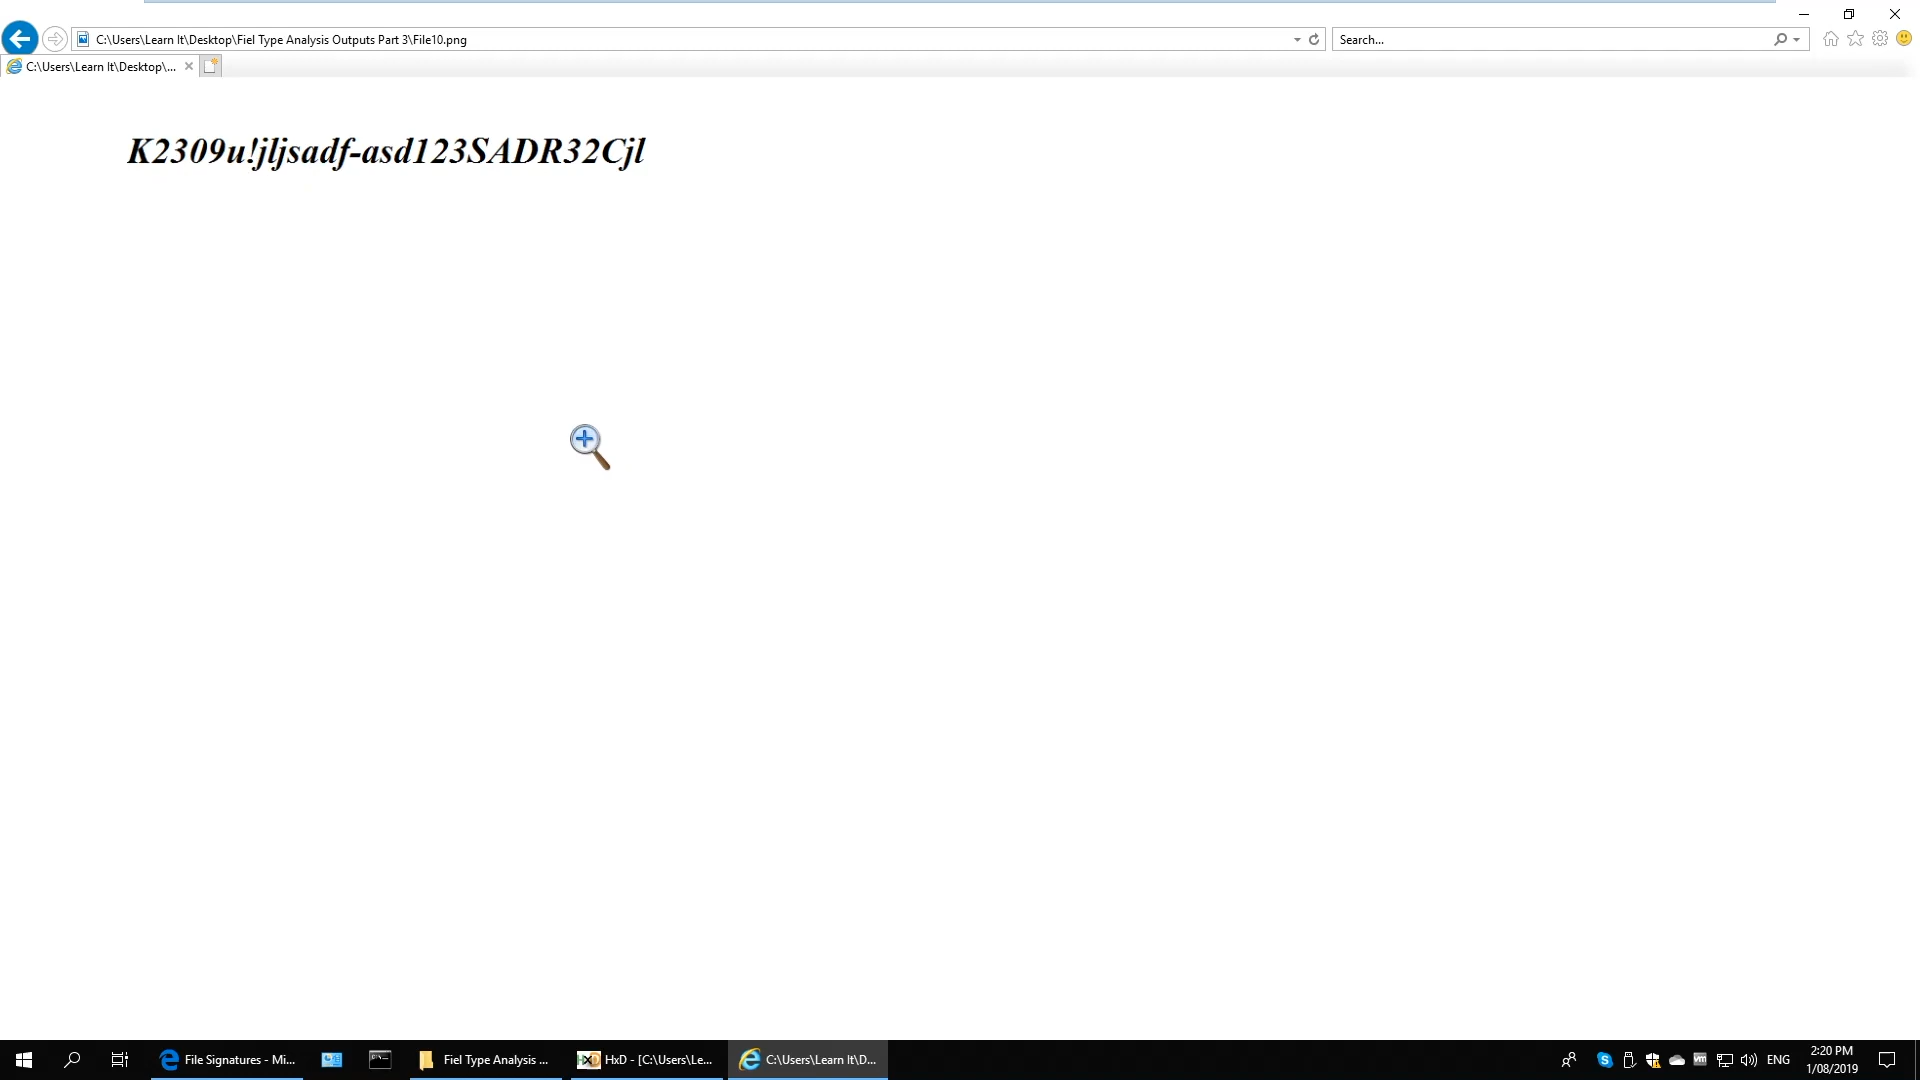 C:\Users\Learn It\Desktop\Fiel Type Analysis Outputs Part 3\File10.png
Search...
C:\Users\Learn It\Desktop\...
K2309u!jljsadf-asd123SADR32Cjl
File Signatures - Mi...
Fiel Type Analysis ...
HxD - [C:\Users\Le...
C:\Users\Learn It\D...
ENG
2:20 PM
1/08/2019